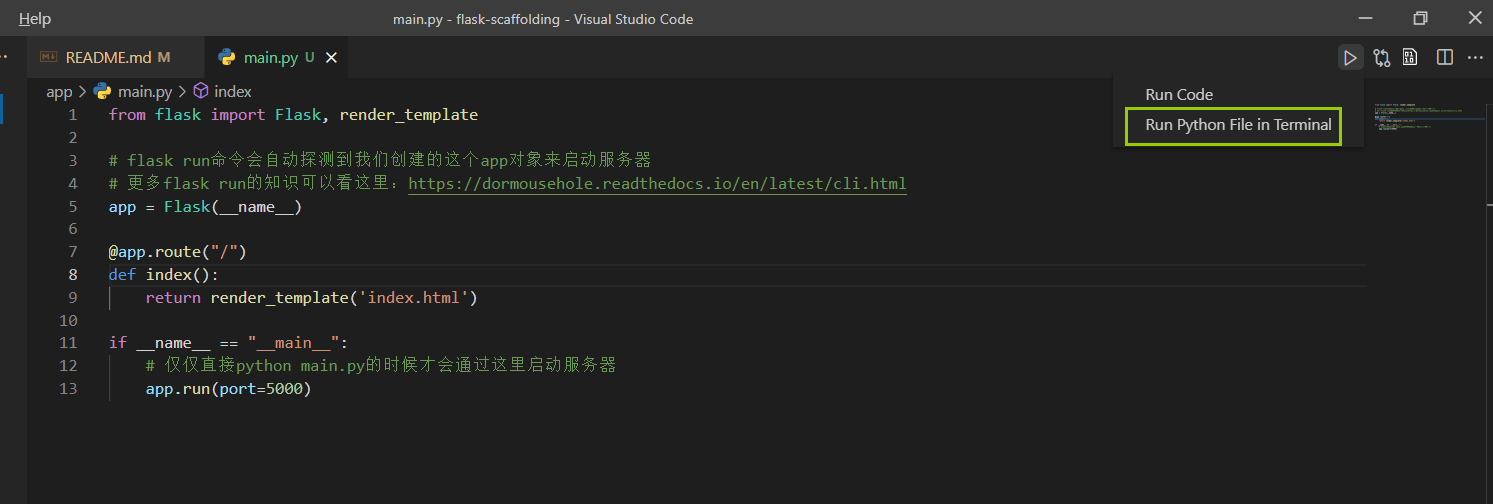 Help
main.py - flask-scaffolding - Visual Studio Code
README.md M
main.py U
app > main.py > index
Run Code
Run Python File in Terminal
1 from flask import Flask, render_template
2
3 # flask run命令会自动探测到我们创建的这个app对象来启动服务器
4 # 更多flask run的知识可以看这里：https://dormousehole.readthedocs.io/en/latest/cli.html
5 app = Flask(__name__)
6
7 @app.route("/")
8 def index():
9 return render_template('index.html')
10
11 if __name__ == "__main__":
12 # 仅仅直接python main.py的时候才会通过这里启动服务器
13 app.run(port=5000)